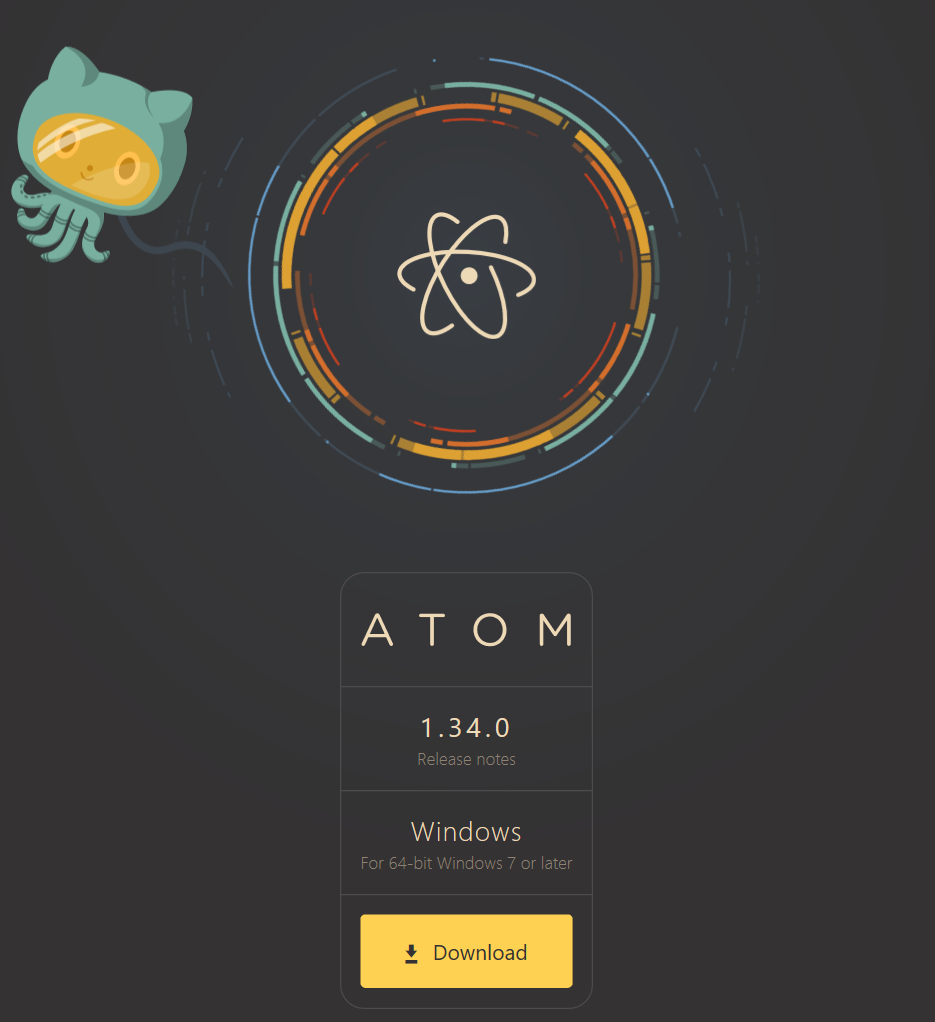 ATOM
1.34.0
Release notes
Windows
For 64-bit Windows 7 or later
Download